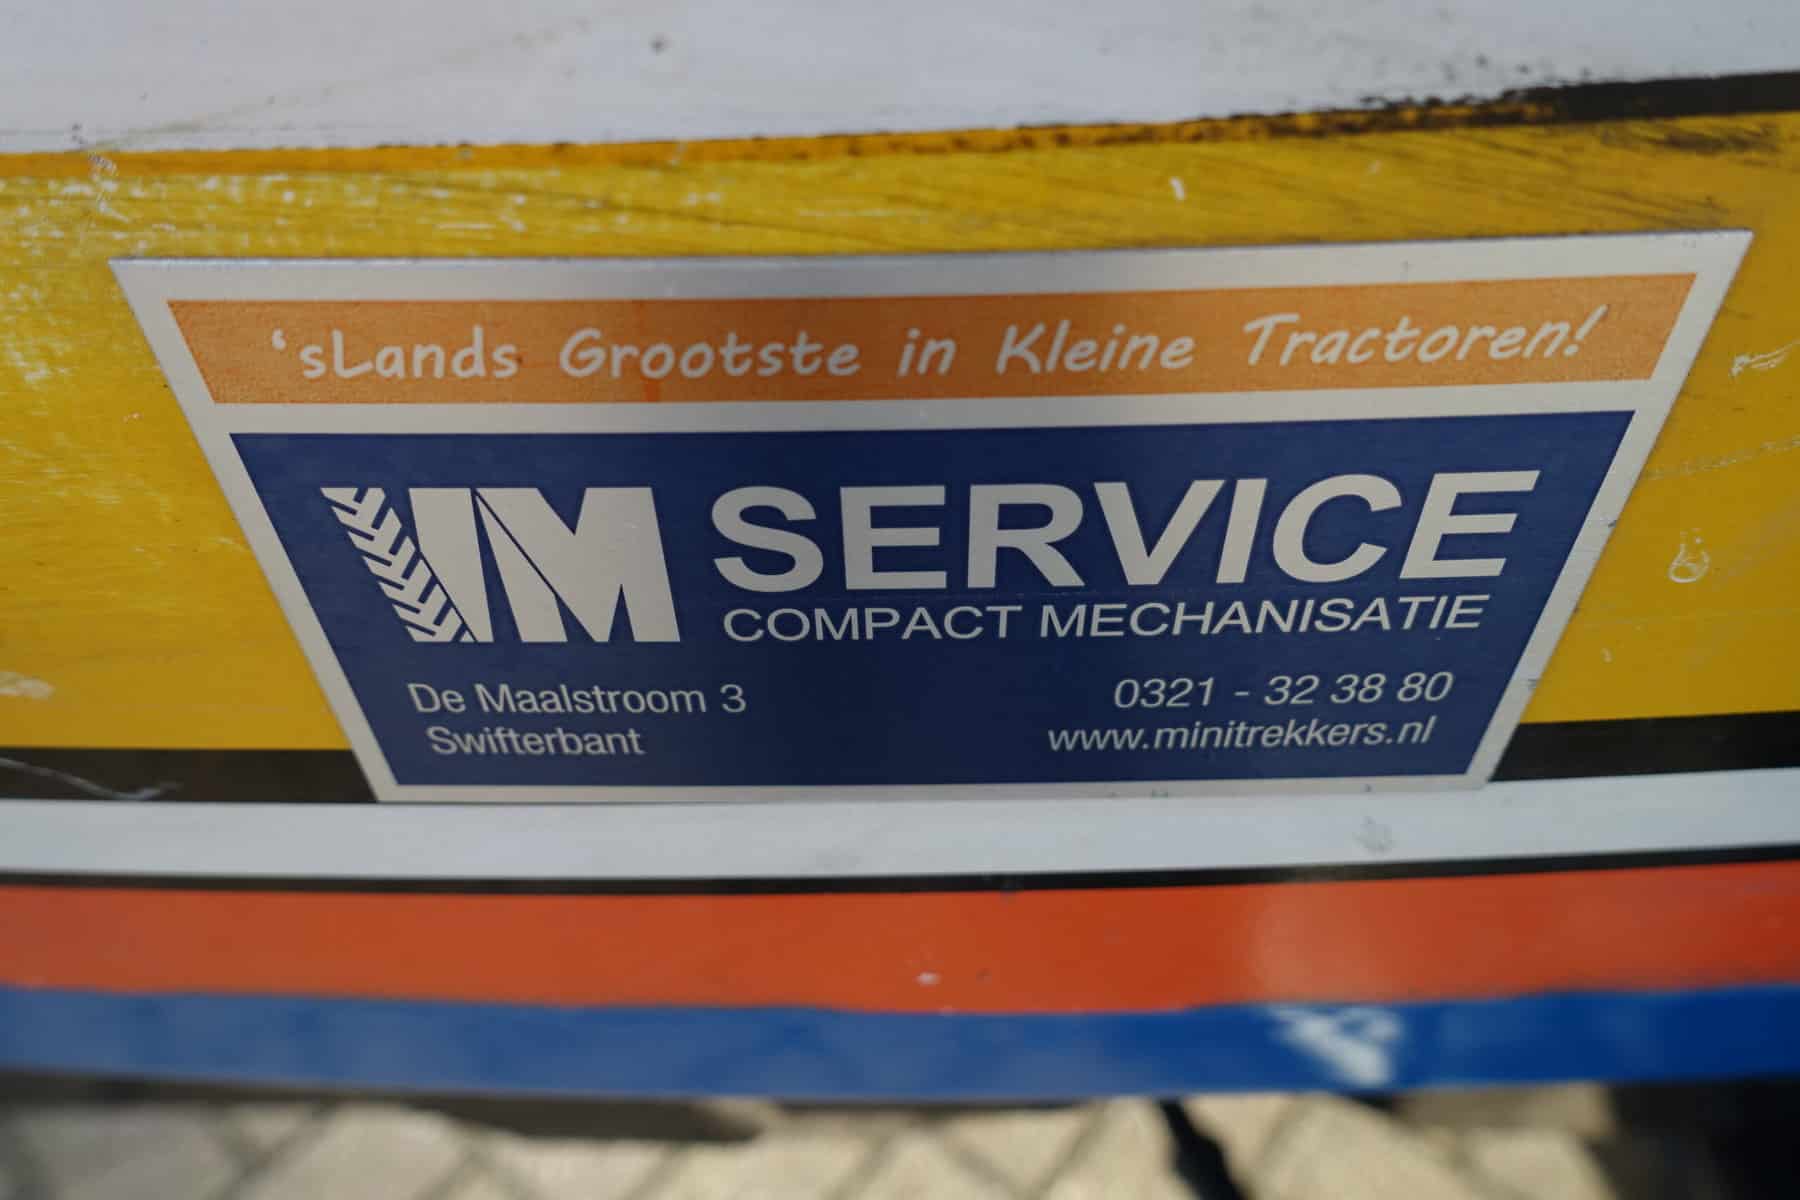 ‘sLands Grootste in Kleine Tractoren!
IM SERVICE
COMPACT MECHANISATIE
De Maalstroom 3
Swifterbant
0321 - 32 38 80
www.minitrekkers.nl